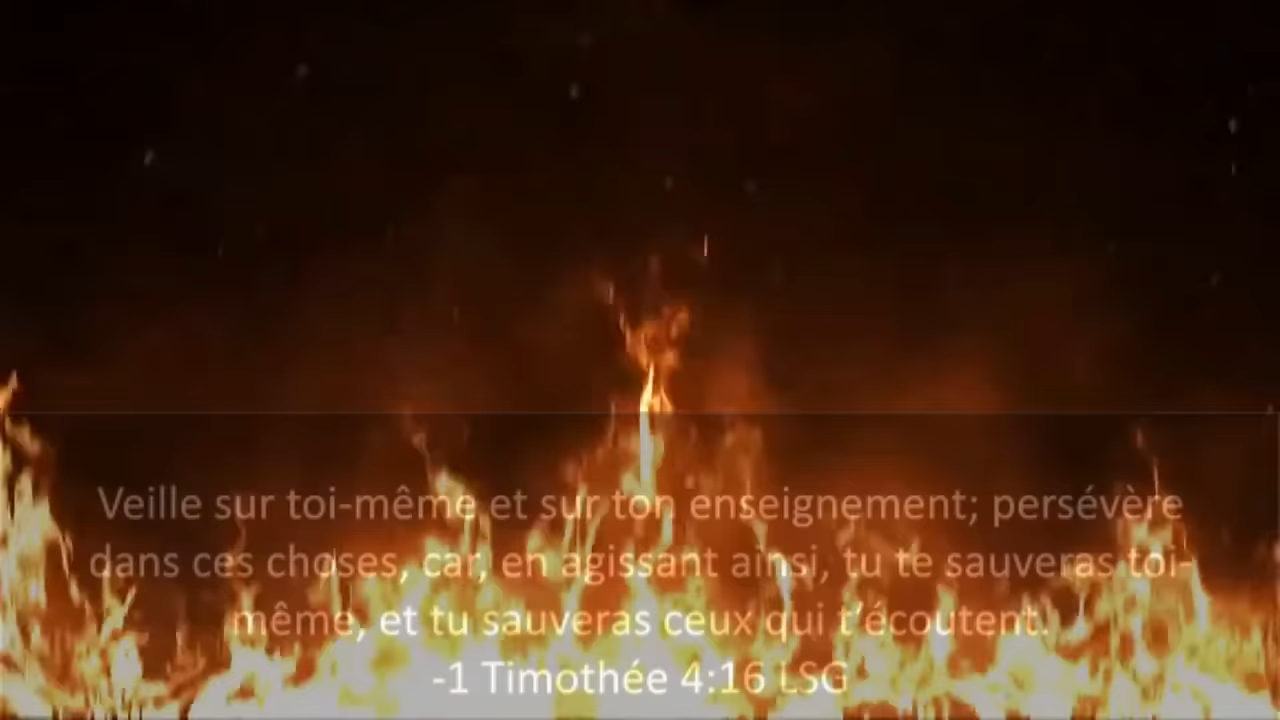 Veille sur toi-même et sur ton enseignement; persévère
dans ces choses, car, en agissant ainsi, tu te sauveras toi-
même, et tu sauveras ceux qui t’écoutent.
-1 Timothée 4:16 LSG